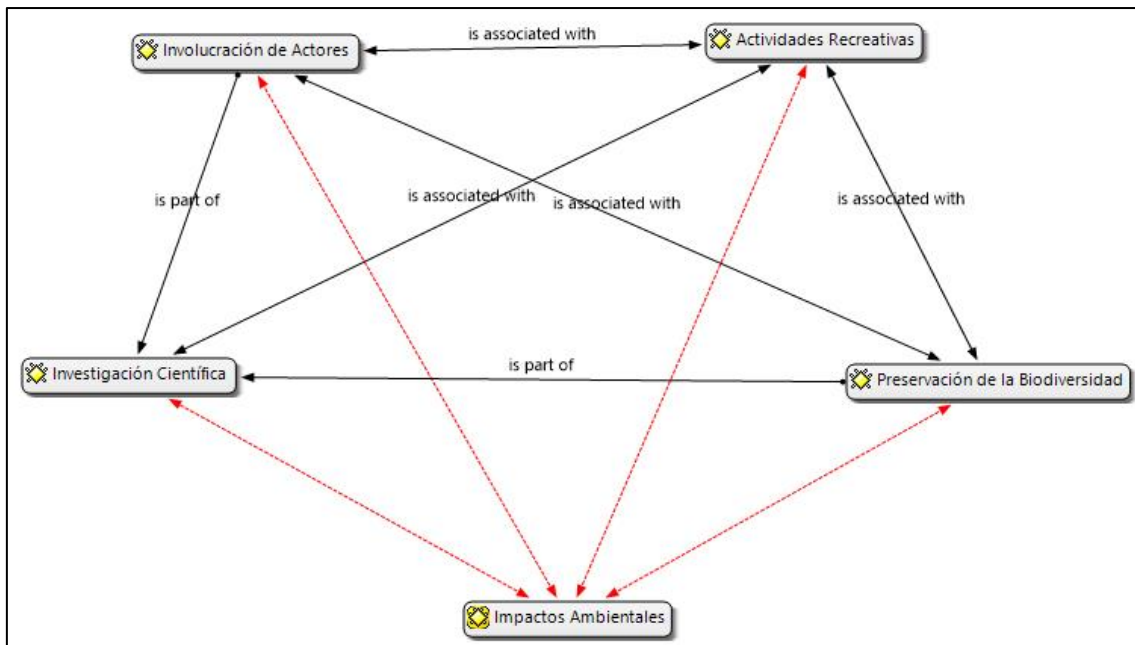 Involucración de Actores
is associated with
Actividades Recreativas
is part of
is associated with
is associated with
is associated with
Investigación Científica
is part of
Preservación de la Biodiversidad
Impactos Ambientales